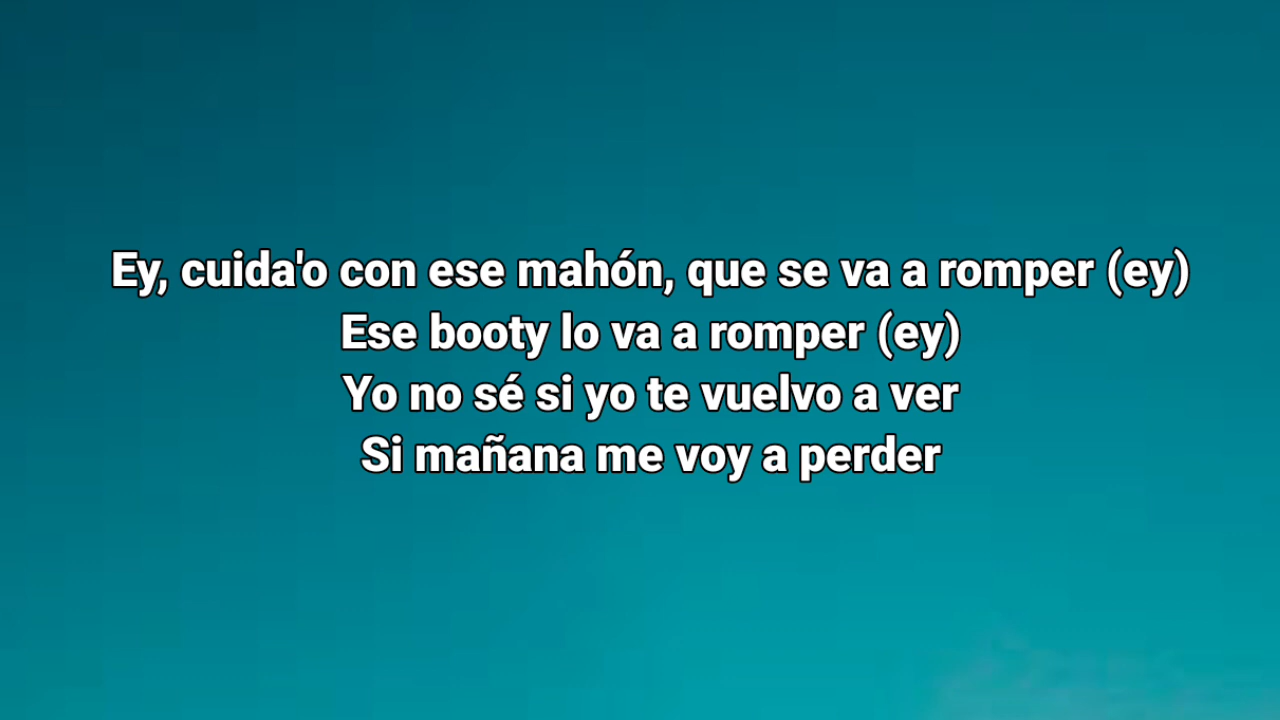 Ey, cuida'o con ese mahón, que se va a romper (ey)
Ese booty lo va a romper (ey)
Yo no sé si yo te vuelvo a ver
Si mañana me voy a perder